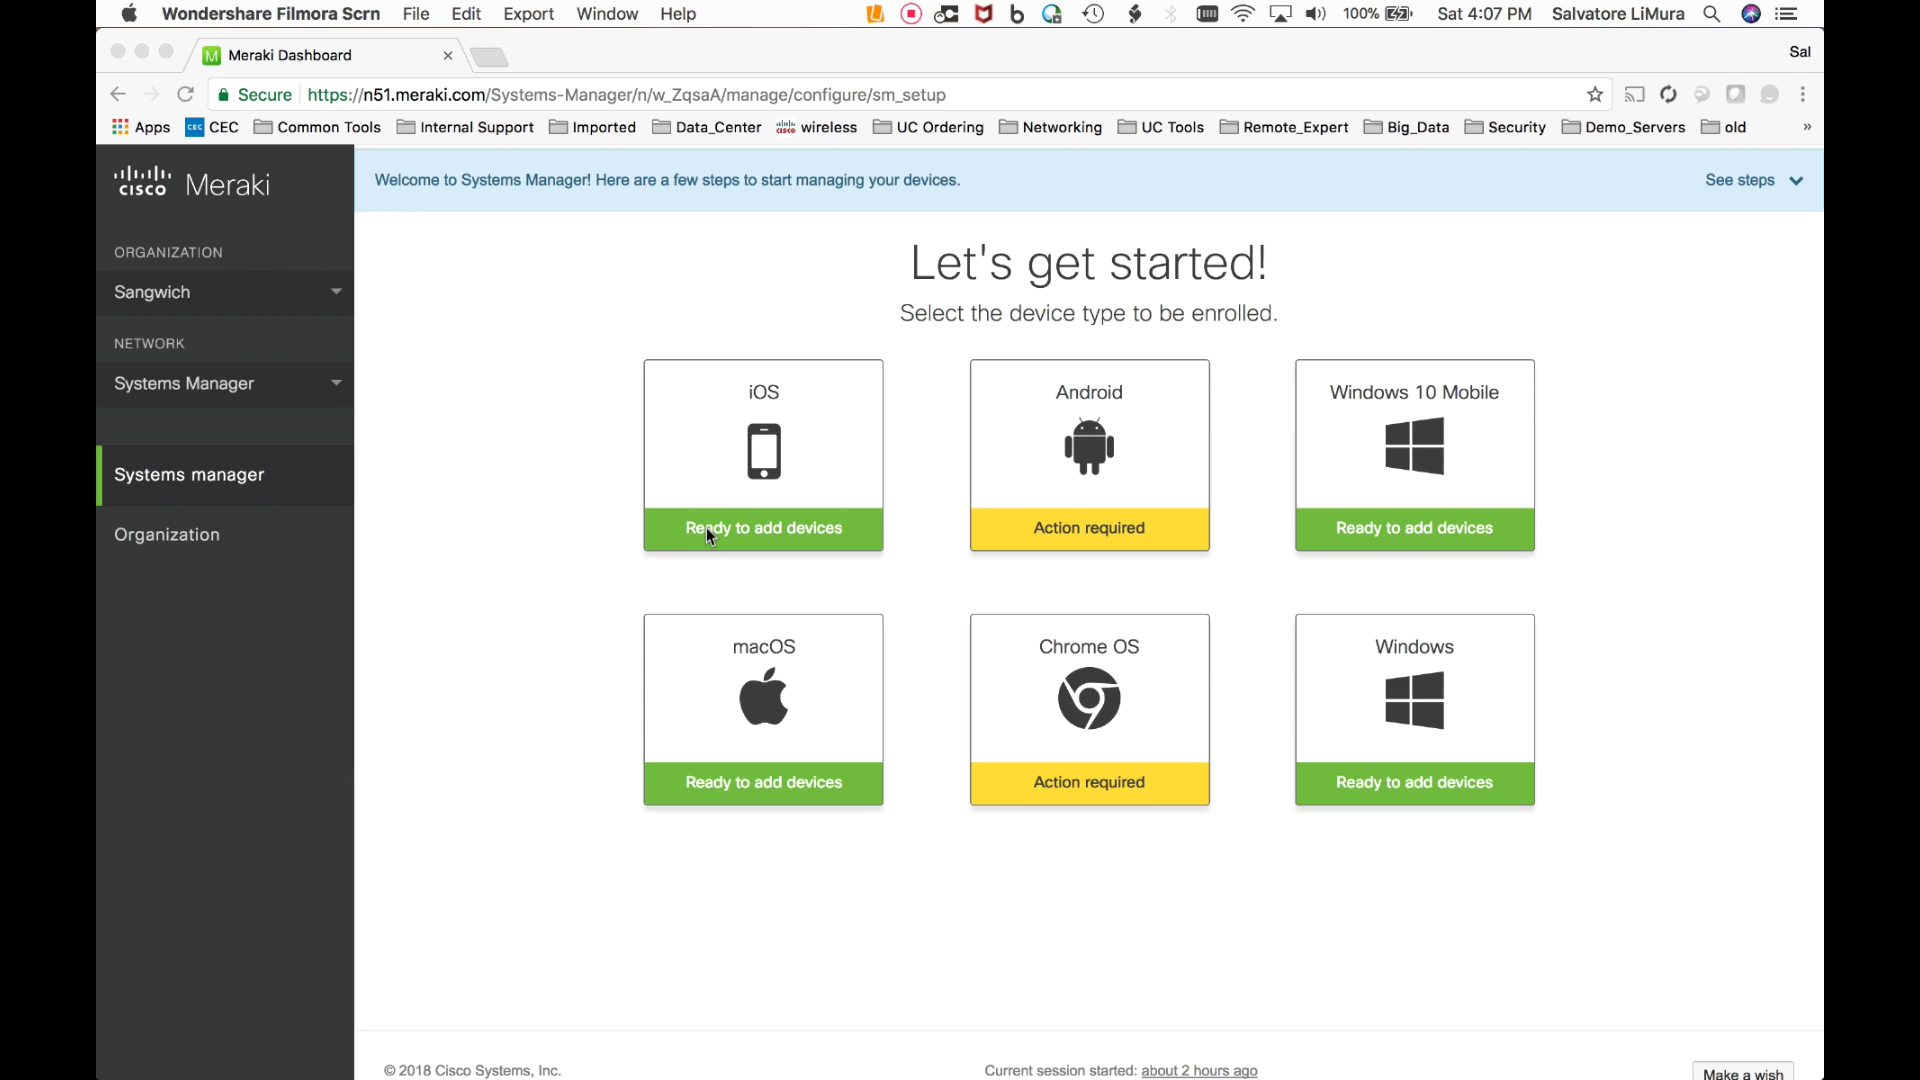 Wondershare Filmora Scrn File Edit Export Window Help 100% Sat 4:07 PM Salvatore LiMura
Meraki Dashboard
Sal
Secure https://n51.meraki.com/Systems-Manager/n/w_ZqsaA/manage/configure/sm_setup
Apps CEC CEC Common Tools Internal Support Imported Data_Center cisco wireless UC Ordering Networking UC Tools Remote_Expert Big_Data Security Demo_Servers old »
cisco Meraki
Welcome to Systems Manager! Here are a few steps to start managing your devices.
See steps
ORGANIZATION
Sangwich
NETWORK
Systems Manager
Systems manager
Organization
Let's get started!
Select the device type to be enrolled.
iOS
Ready to add devices
Android
Action required
Windows 10 Mobile
Ready to add devices
macOS
Ready to add devices
Chrome OS
Action required
Windows
Ready to add devices
© 2018 Cisco Systems, Inc.
Current session started: about 2 hours ago
Make a wish